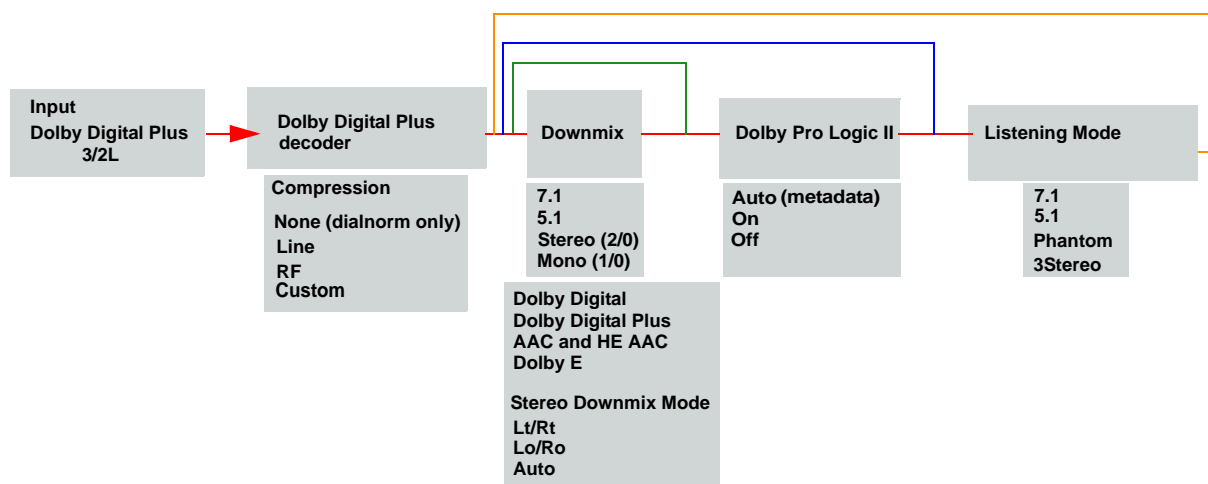 Input
Dolby Digital Plus
3/2L
Dolby Digital Plus
decoder
Compression
None (dialnorm only)
Line
RF
Custom
Downmix
7.1
5.1
Stereo (2/0)
Mono (1/0)
Dolby Digital
Dolby Digital Plus
AAC and HE AAC
Dolby E
Stereo Downmix Mode
Lt/Rt
Lo/Ro
Auto
Dolby Pro Logic II
Auto (metadata)
On
Off
Listening Mode
7.1
5.1
Phantom
3Stereo